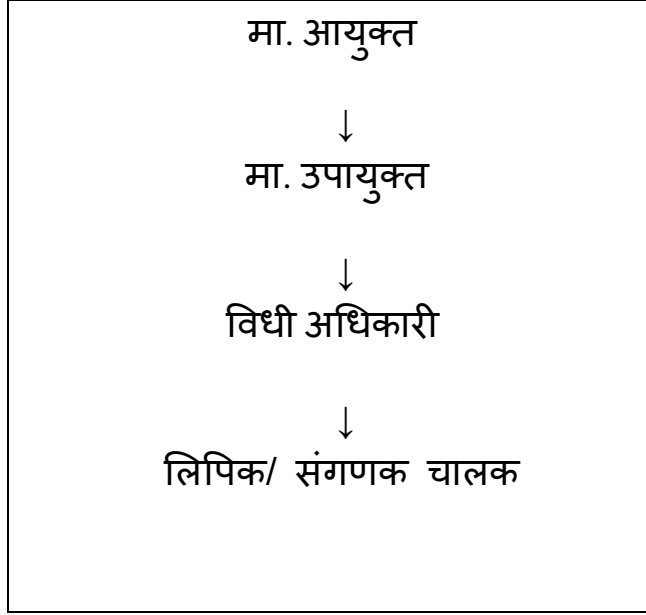 मा. आयुक्त
↓
मा. उपायुक्त
↓
विधी अधिकारी
↓
लिपिक/ संगणक चालक